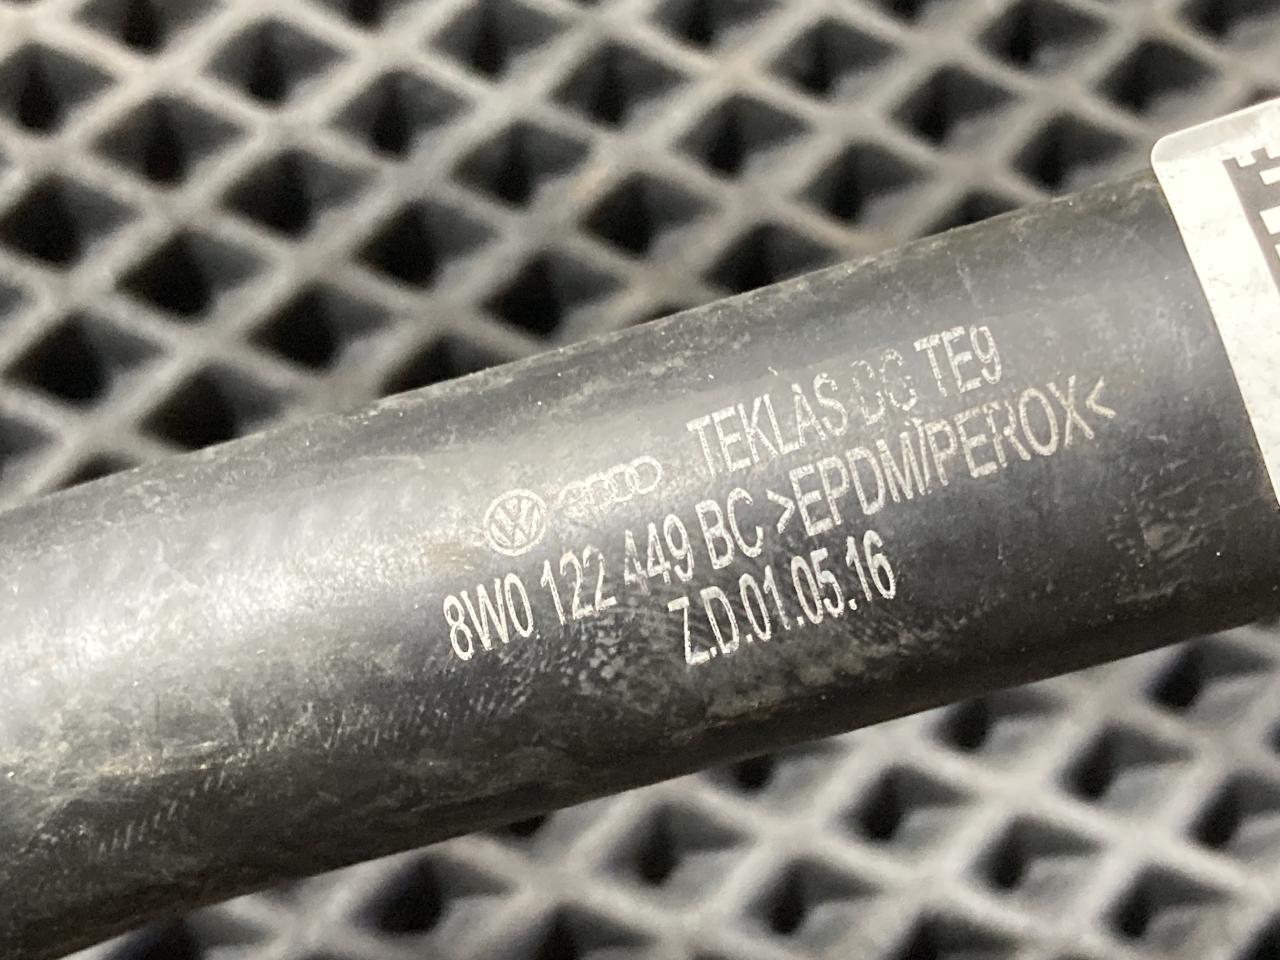 TEKLAS DG TE9
8W0 122 449 BC >EPDM/PEROX<
Z.D.01.05.16